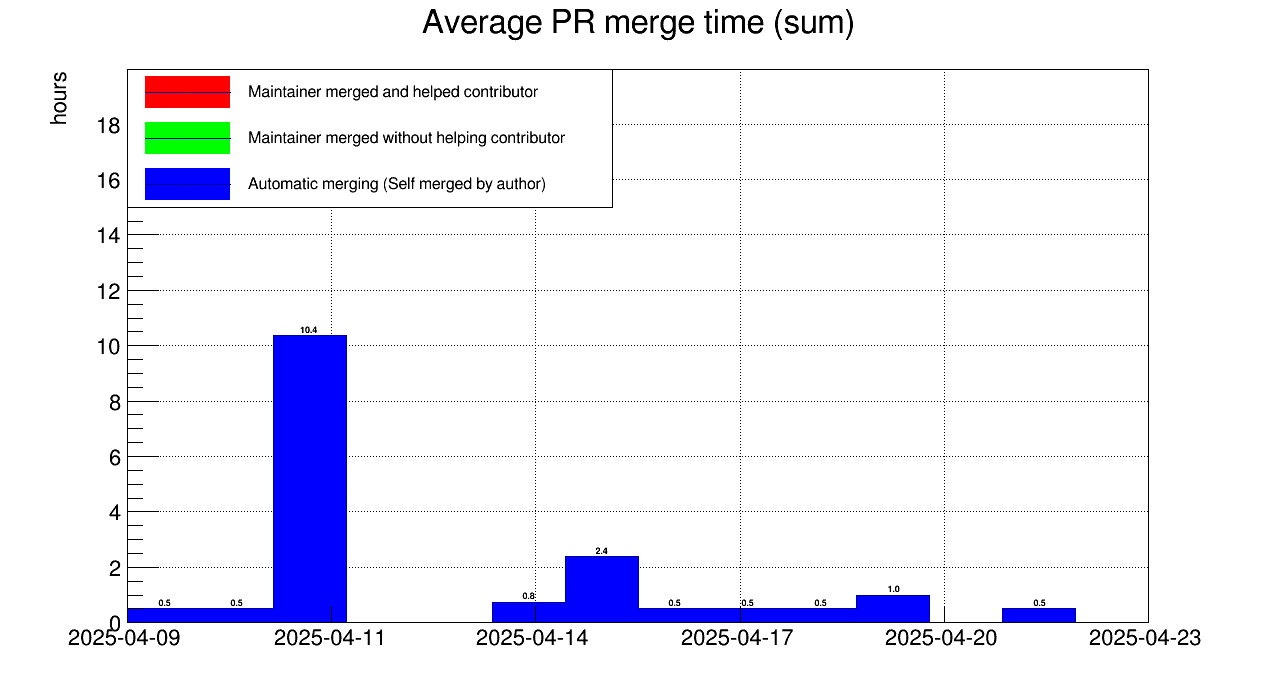 Average PR merge time (sum)
hours
Maintainer merged and helped contributor
Maintainer merged without helping contributor
Automatic merging (Self merged by author)
18
16
14
12
10
8
6
4
2
0
10.4
2.4
1.0
0.8
0.5 0.5 0.5 0.5 0.5 0.5
2025-04-09 2025-04-11 2025-04-14 2025-04-17 2025-04-20 2025-04-23